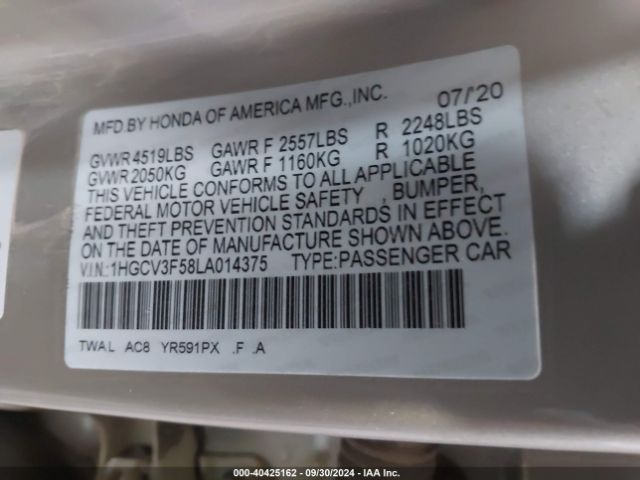 MFD.BY HONDA OF AMERICA MFG.,INC. 07/'20
GVWR 4519LBS GAWR F 2557LBS R 2248LBS
GVWR 2050KG GAWR F 1160KG R 1020KG
THIS VEHICLE CONFORMS TO ALL APPLICABLE
FEDERAL MOTOR VEHICLE SAFETY , BUMPER,
AND THEFT PREVENTION STANDARDS IN EFFECT
ON THE DATE OF MANUFACTURE SHOWN ABOVE.
V.I.N.:1HGCV3F58LA014375 TYPE:PASSENGER CAR
TWA.L AC8 YR591PX .F .A
000-40425162 - 09/30/2024 - IAA Inc.